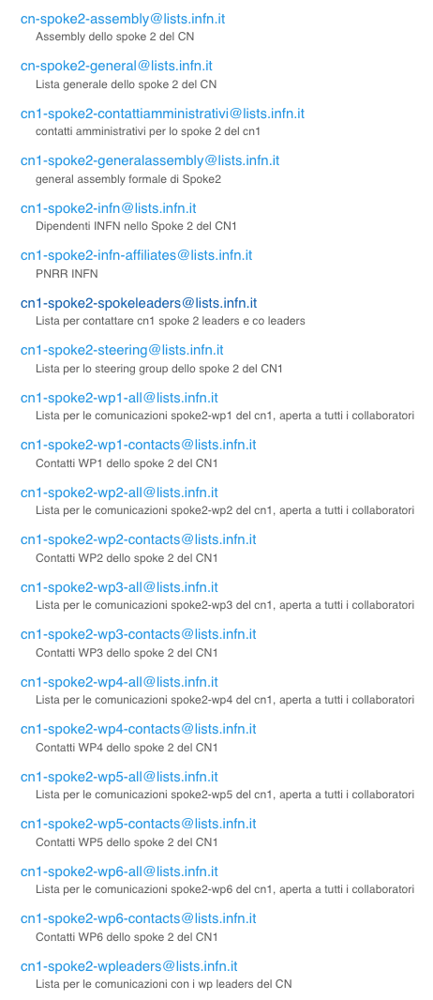 cn-spoke2-assembly@lists.infn.it
Assembly dello spoke 2 del CN
cn-spoke2-general@lists.infn.it
Lista generale dello spoke 2 del CN
cn1-spoke2-contattiamministrativi@lists.infn.it
contatti amministrativi per lo spoke 2 del cn1
cn1-spoke2-generalassembly@lists.infn.it
general assembly formale di Spoke2
cn1-spoke2-infn@lists.infn.it
Dipendenti INFN nello Spoke 2 del CN1
cn1-spoke2-infn-affiliates@lists.infn.it
PNRR INFN
cn1-spoke2-spokeleaders@lists.infn.it
Lista per contattare cn1 spoke 2 leaders e co leaders
cn1-spoke2-steering@lists.infn.it
Lista per lo steering group dello spoke 2 del CN1
cn1-spoke2-wp1-all@lists.infn.it
Lista per le comunicazioni spoke2-wp1 del cn1, aperta a tutti i collaboratori
cn1-spoke2-wp1-contacts@lists.infn.it
Contatti WP1 dello spoke 2 del CN1
cn1-spoke2-wp2-all@lists.infn.it
Lista per le comunicazioni spoke2-wp2 del cn1, aperta a tutti i collaboratori
cn1-spoke2-wp2-contacts@lists.infn.it
Contatti WP2 dello spoke 2 del CN1
cn1-spoke2-wp3-all@lists.infn.it
Lista per le comunicazioni spoke2-wp3 del cn1, aperta a tutti i collaboratori
cn1-spoke2-wp3-contacts@lists.infn.it
Contatti WP3 dello spoke 2 del CN1
cn1-spoke2-wp4-all@lists.infn.it
Lista per le comunicazioni spoke2-wp4 del cn1, aperta a tutti i collaboratori
cn1-spoke2-wp4-contacts@lists.infn.it
Contatti WP4 dello spoke 2 del CN1
cn1-spoke2-wp5-all@lists.infn.it
Lista per le comunicazioni spoke2-wp5 del cn1, aperta a tutti i collaboratori
cn1-spoke2-wp5-contacts@lists.infn.it
Contatti WP5 dello spoke 2 del CN1
cn1-spoke2-wp6-all@lists.infn.it
Lista per le comunicazioni spoke2-wp6 del cn1, aperta a tutti i collaboratori
cn1-spoke2-wp6-contacts@lists.infn.it
Contatti WP6 dello spoke 2 del CN1
cn1-spoke2-wpleaders@lists.infn.it
Lista per le comunicazioni con i wp leaders del CN